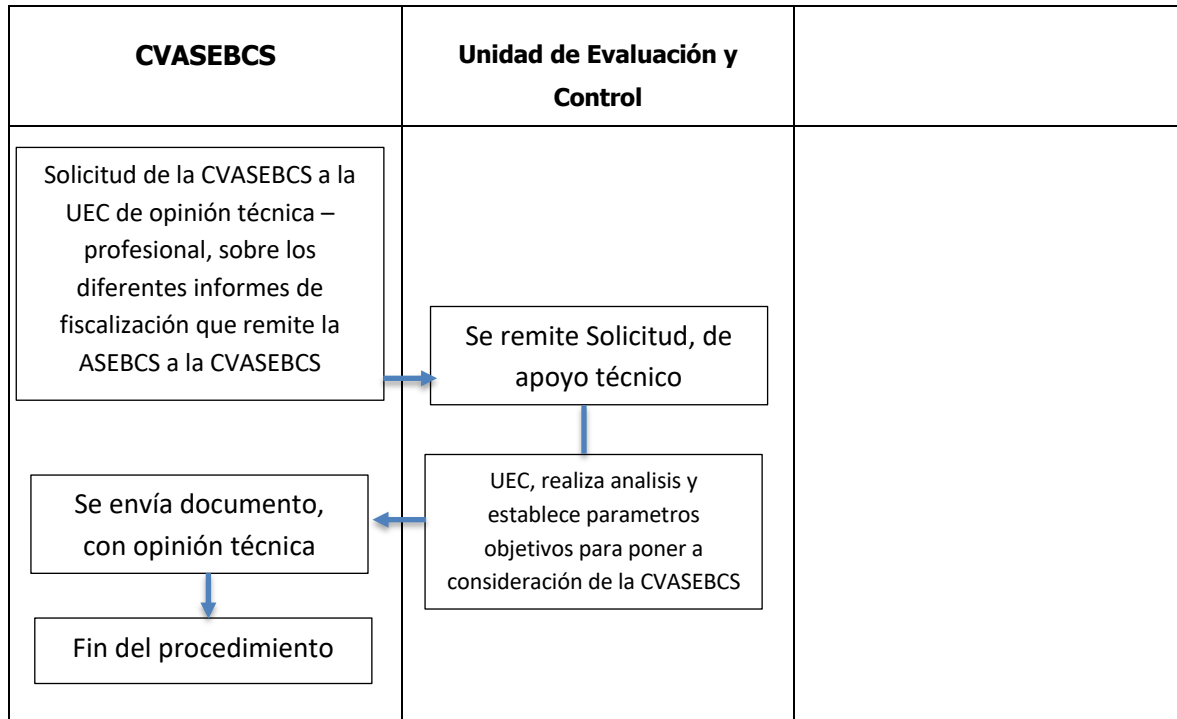 CVASEBCS
Unidad de Evaluación y
Control
Solicitud de la CVASEBCS a la
UEC de opinión técnica –
profesional, sobre los
diferentes informes de
fiscalización que remite la
ASEBCS a la CVASEBCS
Se remite Solicitud, de
apoyo técnico
UEC, realiza analisis y
establece parametros
objetivos para poner a
consideración de la CVASEBCS
Se envía documento,
con opinión técnica
Fin del procedimiento